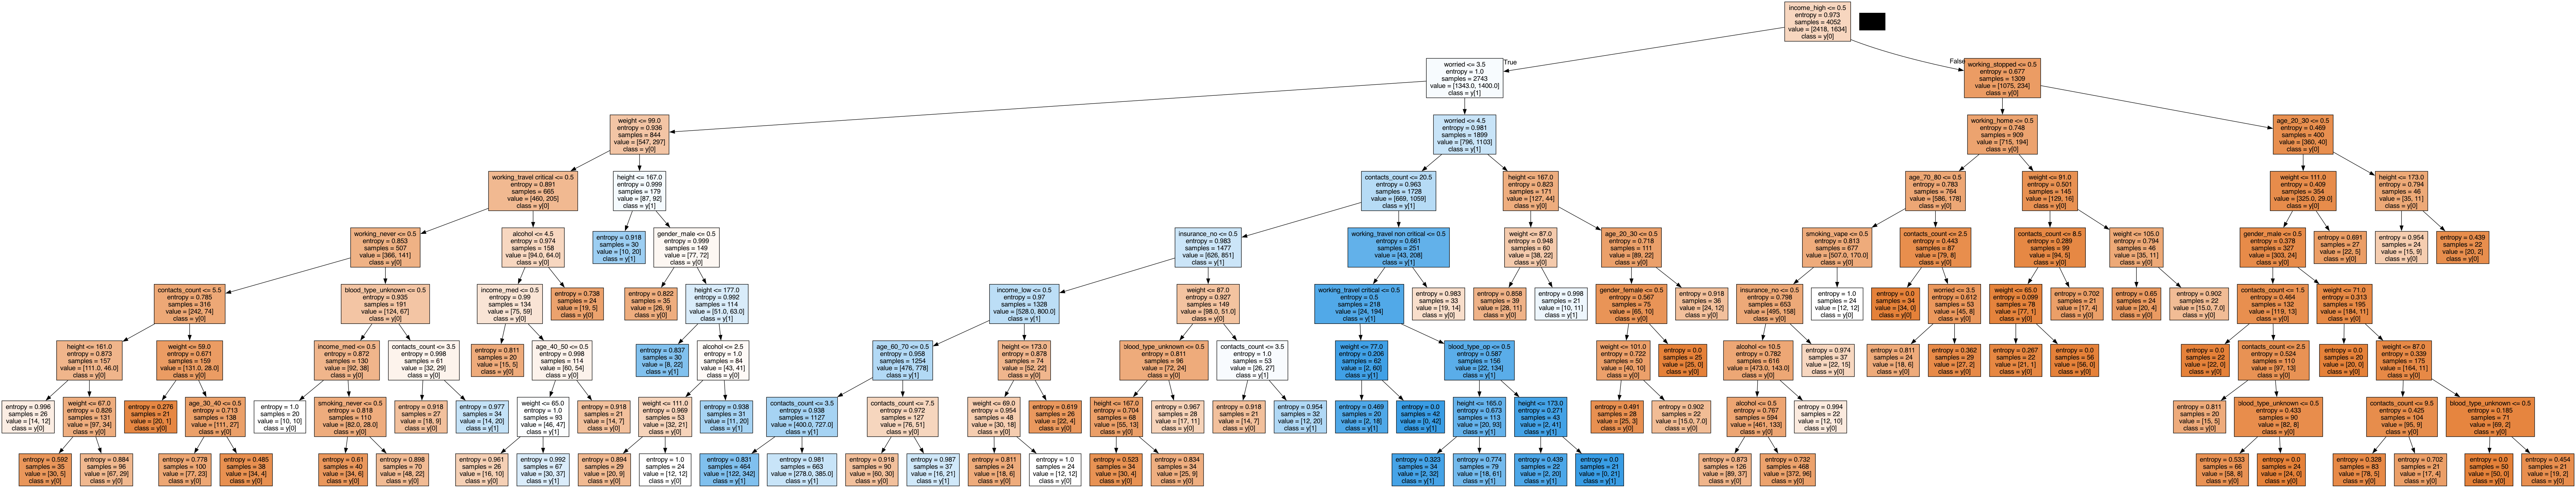 income_high <= 0.5
entropy = 0.973
samples = 4052
value = [2418, 1634]
class = y[0]
True
False
worried <= 3.5
entropy = 1.0
samples = 2743
value = [1343.0, 1400.0]
class = y[1]
working_stopped <= 0.5
entropy = 0.677
samples = 1309
value = [1075, 234]
class = y[0]
weight <= 99.0
entropy = 0.936
samples = 844
value = [547, 297]
class = y[0]
worried <= 4.5
entropy = 0.981
samples = 1899
value = [796, 1103]
class = y[1]
working_home <= 0.5
entropy = 0.748
samples = 909
value = [715, 194]
class = y[0]
age_20_30 <= 0.5
entropy = 0.469
samples = 400
value = [360, 40]
class = y[0]
working_travel critical <= 0.5
entropy = 0.891
samples = 665
value = [460, 205]
class = y[0]
height <= 167.0
entropy = 0.999
samples = 179
value = [87, 92]
class = y[1]
contacts_count <= 20.5
entropy = 0.963
samples = 1728
value = [669, 1059]
class = y[1]
height <= 167.0
entropy = 0.823
samples = 171
value = [127, 44]
class = y[0]
age_70_80 <= 0.5
entropy = 0.783
samples = 764
value = [586, 178]
class = y[0]
weight <= 91.0
entropy = 0.501
samples = 145
value = [129, 16]
class = y[0]
weight <= 111.0
entropy = 0.409
samples = 354
value = [325.0, 29.0]
class = y[0]
height <= 173.0
entropy = 0.794
samples = 46
value = [35, 11]
class = y[0]
working_never <= 0.5
entropy = 0.853
samples = 507
value = [366, 141]
class = y[0]
alcohol <= 4.5
entropy = 0.974
samples = 158
value = [94.0, 64.0]
class = y[0]
entropy = 0.918
samples = 30
value = [10, 20]
class = y[1]
gender_male <= 0.5
entropy = 0.999
samples = 149
value = [77, 72]
class = y[0]
insurance_no <= 0.5
entropy = 0.983
samples = 1477
value = [626, 851]
class = y[1]
working_travel non critical <= 0.5
entropy = 0.661
samples = 251
value = [43, 208]
class = y[1]
weight <= 87.0
entropy = 0.948
samples = 60
value = [38, 22]
class = y[0]
age_20_30 <= 0.5
entropy = 0.718
samples = 111
value = [89, 22]
class = y[0]
smoking_vape <= 0.5
entropy = 0.813
samples = 677
value = [507.0, 170.0]
class = y[0]
contacts_count <= 2.5
entropy = 0.443
samples = 87
value = [79, 8]
class = y[0]
contacts_count <= 8.5
entropy = 0.289
samples = 99
value = [94, 5]
class = y[0]
weight <= 105.0
entropy = 0.794
samples = 46
value = [35, 11]
class = y[0]
gender_male <= 0.5
entropy = 0.378
samples = 327
value = [303, 24]
class = y[0]
entropy = 0.691
samples = 27
value = [22, 5]
class = y[0]
entropy = 0.954
samples = 24
value = [15, 9]
class = y[0]
entropy = 0.439
samples = 22
value = [20, 2]
class = y[0]
contacts_count <= 5.5
entropy = 0.785
samples = 316
value = [242, 74]
class = y[0]
blood_type_unknown <= 0.5
entropy = 0.935
samples = 191
value = [124, 67]
class = y[0]
income_med <= 0.5
entropy = 0.99
samples = 134
value = [75, 59]
class = y[0]
entropy = 0.738
samples = 24
value = [19, 5]
class = y[0]
entropy = 0.822
samples = 35
value = [26, 9]
class = y[0]
height <= 177.0
entropy = 0.992
samples = 114
value = [51.0, 63.0]
class = y[1]
income_low <= 0.5
entropy = 0.97
samples = 1328
value = [528.0, 800.0]
class = y[1]
weight <= 87.0
entropy = 0.927
samples = 149
value = [98.0, 51.0]
class = y[0]
working_travel critical <= 0.5
entropy = 0.5
samples = 218
value = [24, 194]
class = y[1]
entropy = 0.983
samples = 33
value = [19, 14]
class = y[0]
entropy = 0.858
samples = 39
value = [28, 11]
class = y[0]
entropy = 0.998
samples = 21
value = [10, 11]
class = y[1]
gender_female <= 0.5
entropy = 0.567
samples = 75
value = [65, 10]
class = y[0]
entropy = 0.918
samples = 36
value = [24, 12]
class = y[0]
insurance_no <= 0.5
entropy = 0.798
samples = 653
value = [495, 158]
class = y[0]
entropy = 1.0
samples = 24
value = [12, 12]
class = y[0]
entropy = 0.0
samples = 34
value = [34, 0]
class = y[0]
worried <= 3.5
entropy = 0.612
samples = 53
value = [45, 8]
class = y[0]
weight <= 65.0
entropy = 0.099
samples = 78
value = [77, 1]
class = y[0]
entropy = 0.702
samples = 21
value = [17, 4]
class = y[0]
entropy = 0.65
samples = 24
value = [20, 4]
class = y[0]
entropy = 0.902
samples = 22
value = [15.0, 7.0]
class = y[0]
contacts_count <= 1.5
entropy = 0.464
samples = 132
value = [119, 13]
class = y[0]
weight <= 71.0
entropy = 0.313
samples = 195
value = [184, 11]
class = y[0]
height <= 161.0
entropy = 0.873
samples = 157
value = [111.0, 46.0]
class = y[0]
weight <= 59.0
entropy = 0.671
samples = 159
value = [131.0, 28.0]
class = y[0]
income_med <= 0.5
entropy = 0.872
samples = 130
value = [92, 38]
class = y[0]
contacts_count <= 3.5
entropy = 0.998
samples = 61
value = [32, 29]
class = y[0]
entropy = 0.811
samples = 20
value = [15, 5]
class = y[0]
age_40_50 <= 0.5
entropy = 0.998
samples = 114
value = [60, 54]
class = y[0]
entropy = 0.837
samples = 30
value = [8, 22]
class = y[1]
alcohol <= 2.5
entropy = 1.0
samples = 84
value = [43, 41]
class = y[0]
age_60_70 <= 0.5
entropy = 0.958
samples = 1254
value = [476, 778]
class = y[1]
height <= 173.0
entropy = 0.878
samples = 74
value = [52, 22]
class = y[0]
blood_type_unknown <= 0.5
entropy = 0.811
samples = 96
value = [72, 24]
class = y[0]
contacts_count <= 3.5
entropy = 1.0
samples = 53
value = [26, 27]
class = y[1]
weight <= 77.0
entropy = 0.206
samples = 62
value = [2, 60]
class = y[1]
blood_type_op <= 0.5
entropy = 0.587
samples = 156
value = [22, 134]
class = y[1]
weight <= 101.0
entropy = 0.722
samples = 50
value = [40, 10]
class = y[0]
entropy = 0.0
samples = 25
value = [25, 0]
class = y[0]
alcohol <= 10.5
entropy = 0.782
samples = 616
value = [473.0, 143.0]
class = y[0]
entropy = 0.974
samples = 37
value = [22, 15]
class = y[0]
entropy = 0.811
samples = 24
value = [18, 6]
class = y[0]
entropy = 0.362
samples = 29
value = [27, 2]
class = y[0]
entropy = 0.267
samples = 22
value = [21, 1]
class = y[0]
entropy = 0.0
samples = 56
value = [56, 0]
class = y[0]
entropy = 0.0
samples = 22
value = [22, 0]
class = y[0]
contacts_count <= 2.5
entropy = 0.524
samples = 110
value = [97, 13]
class = y[0]
entropy = 0.0
samples = 20
value = [20, 0]
class = y[0]
weight <= 87.0
entropy = 0.339
samples = 175
value = [164, 11]
class = y[0]
entropy = 0.996
samples = 26
value = [14, 12]
class = y[0]
weight <= 67.0
entropy = 0.826
samples = 131
value = [97, 34]
class = y[0]
entropy = 0.276
samples = 21
value = [20, 1]
class = y[0]
age_30_40 <= 0.5
entropy = 0.713
samples = 138
value = [111, 27]
class = y[0]
entropy = 1.0
samples = 20
value = [10, 10]
class = y[0]
smoking_never <= 0.5
entropy = 0.818
samples = 110
value = [82.0, 28.0]
class = y[0]
entropy = 0.918
samples = 27
value = [18, 9]
class = y[0]
entropy = 0.977
samples = 34
value = [14, 20]
class = y[1]
weight <= 65.0
entropy = 1.0
samples = 93
value = [46, 47]
class = y[1]
entropy = 0.918
samples = 21
value = [14, 7]
class = y[0]
weight <= 111.0
entropy = 0.969
samples = 53
value = [32, 21]
class = y[0]
entropy = 0.938
samples = 31
value = [11, 20]
class = y[1]
contacts_count <= 3.5
entropy = 0.938
samples = 1127
value = [400.0, 727.0]
class = y[1]
contacts_count <= 7.5
entropy = 0.972
samples = 127
value = [76, 51]
class = y[0]
weight <= 69.0
entropy = 0.954
samples = 48
value = [30, 18]
class = y[0]
entropy = 0.619
samples = 26
value = [22, 4]
class = y[0]
height <= 167.0
entropy = 0.704
samples = 68
value = [55, 13]
class = y[0]
entropy = 0.967
samples = 28
value = [17, 11]
class = y[0]
entropy = 0.918
samples = 21
value = [14, 7]
class = y[0]
entropy = 0.954
samples = 32
value = [12, 20]
class = y[1]
entropy = 0.469
samples = 20
value = [2, 18]
class = y[1]
entropy = 0.0
samples = 42
value = [0, 42]
class = y[1]
height <= 165.0
entropy = 0.673
samples = 113
value = [20, 93]
class = y[1]
height <= 173.0
entropy = 0.271
samples = 43
value = [2, 41]
class = y[1]
entropy = 0.491
samples = 28
value = [25, 3]
class = y[0]
entropy = 0.902
samples = 22
value = [15.0, 7.0]
class = y[0]
alcohol <= 0.5
entropy = 0.767
samples = 594
value = [461, 133]
class = y[0]
entropy = 0.994
samples = 22
value = [12, 10]
class = y[0]
entropy = 0.811
samples = 20
value = [15, 5]
class = y[0]
blood_type_unknown <= 0.5
entropy = 0.433
samples = 90
value = [82, 8]
class = y[0]
contacts_count <= 9.5
entropy = 0.425
samples = 104
value = [95, 9]
class = y[0]
blood_type_unknown <= 0.5
entropy = 0.185
samples = 71
value = [69, 2]
class = y[0]
entropy = 0.592
samples = 35
value = [30, 5]
class = y[0]
entropy = 0.884
samples = 96
value = [67, 29]
class = y[0]
entropy = 0.778
samples = 100
value = [77, 23]
class = y[0]
entropy = 0.485
samples = 38
value = [34, 4]
class = y[0]
entropy = 0.61
samples = 40
value = [34, 6]
class = y[0]
entropy = 0.898
samples = 70
value = [48, 22]
class = y[0]
entropy = 0.961
samples = 26
value = [16, 10]
class = y[0]
entropy = 0.992
samples = 67
value = [30, 37]
class = y[1]
entropy = 0.894
samples = 29
value = [20, 9]
class = y[0]
entropy = 1.0
samples = 24
value = [12, 12]
class = y[0]
entropy = 0.831
samples = 464
value = [122, 342]
class = y[1]
entropy = 0.981
samples = 663
value = [278.0, 385.0]
class = y[1]
entropy = 0.918
samples = 90
value = [60, 30]
class = y[0]
entropy = 0.987
samples = 37
value = [16, 21]
class = y[1]
entropy = 0.811
samples = 24
value = [18, 6]
class = y[0]
entropy = 1.0
samples = 24
value = [12, 12]
class = y[0]
entropy = 0.523
samples = 34
value = [30, 4]
class = y[0]
entropy = 0.834
samples = 34
value = [25, 9]
class = y[0]
entropy = 0.323
samples = 34
value = [2, 32]
class = y[1]
entropy = 0.774
samples = 79
value = [18, 61]
class = y[1]
entropy = 0.439
samples = 22
value = [2, 20]
class = y[1]
entropy = 0.0
samples = 21
value = [0, 21]
class = y[1]
entropy = 0.873
samples = 126
value = [89, 37]
class = y[0]
entropy = 0.732
samples = 468
value = [372, 96]
class = y[0]
entropy = 0.533
samples = 66
value = [58, 8]
class = y[0]
entropy = 0.0
samples = 24
value = [24, 0]
class = y[0]
entropy = 0.328
samples = 83
value = [78, 5]
class = y[0]
entropy = 0.702
samples = 21
value = [17, 4]
class = y[0]
entropy = 0.0
samples = 50
value = [50, 0]
class = y[0]
entropy = 0.454
samples = 21
value = [19, 2]
class = y[0]